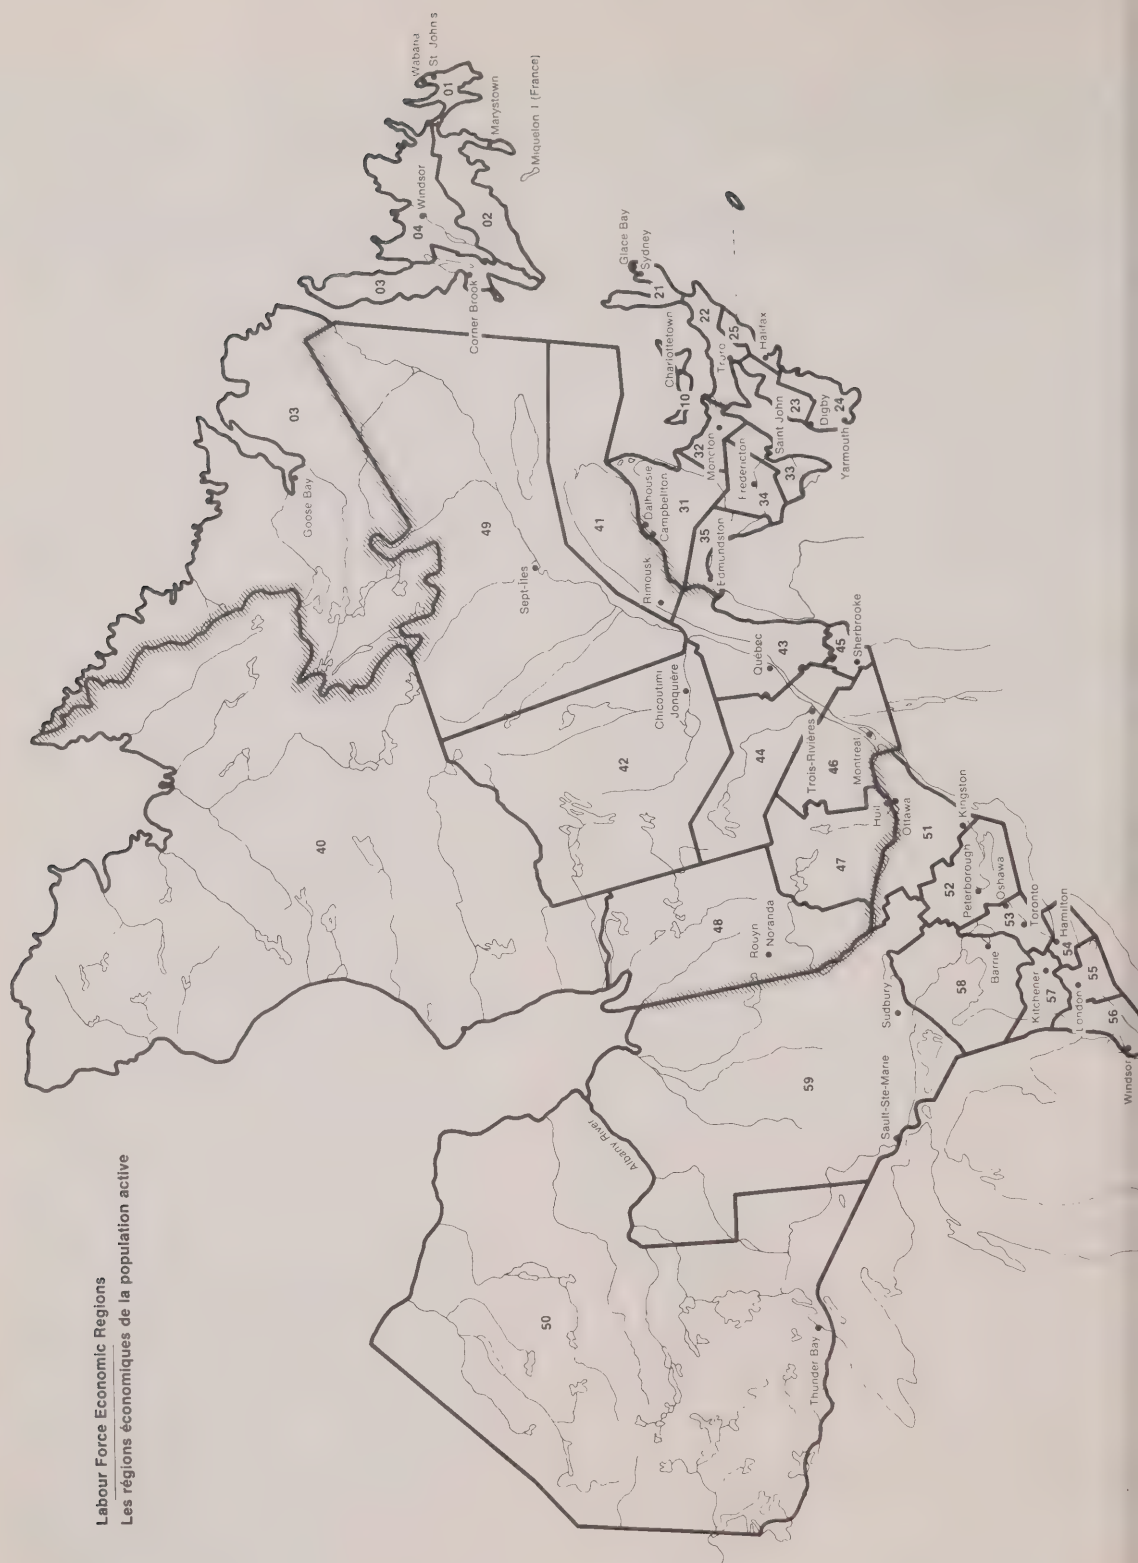 Labour Force Economic Regions
Les régions économiques de la population active
Wabana
St John s
01
Marystown
Miquelon I (France)
04
Windsor
02
03
Corner Brook
03
Goose Bay
Glace Bay
Sydney
21
22
Charlottetown
10
Truro
25
Halifax
23
Digby
24
Yarmouth
Saint John
32
Moncton
Fredericton
33
34
31
Dalhousie
Campbellton
35
Edmundston
41
49
Sept-Îles
Rimousk
40
42
Chicoutimi
Jonquière
Québec
43
45
Sherbrooke
44
Trois-Rivières
46
Montreal
47
Hull
Ottawa
51
Kingston
48
Rouyn
Noranda
52
Peterborough
Oshawa
53
Toronto
54
Hamilton
55
58
Barrie
Kitchener
57
London
56
Windsor
Sudbury
59
Sault-Ste-Marie
Albany River
50
Thunder Bay